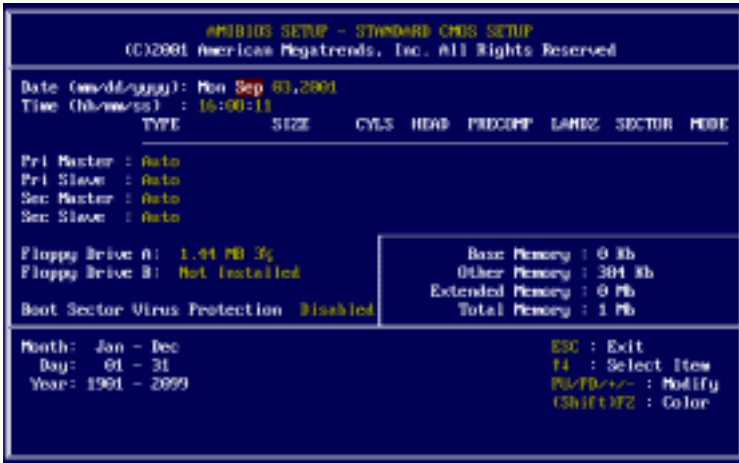 AMIBIOS SETUP - STANDARD CMOS SETUP
(C)2001 American Megatrends, Inc. All Rights Reserved
Date (mm/dd/yyyy): Mon Sep 03,2001
Time (hh/mm/ss) : 16:00:11
TYPE SIZE CYLS HEAD PRECOMP LANDZ SECTOR MODE
Pri Master : Auto
Pri Slave : Auto
Sec Master : Auto
Sec Slave : Auto
Floppy Drive A: 1.44 MB 3½
Floppy Drive B: Not Installed
Boot Sector Virus Protection Disabled
Base Memory : 0 Kb
Other Memory : 384 Kb
Extended Memory : 0 Mb
Total Memory : 1 Mb
Month: Jan - Dec
Day: 01 - 31
Year: 1901 - 2099
ESC : Exit
↑↓ : Select Item
PU/PD/+/- : Modify
(Shift)F2 : Color